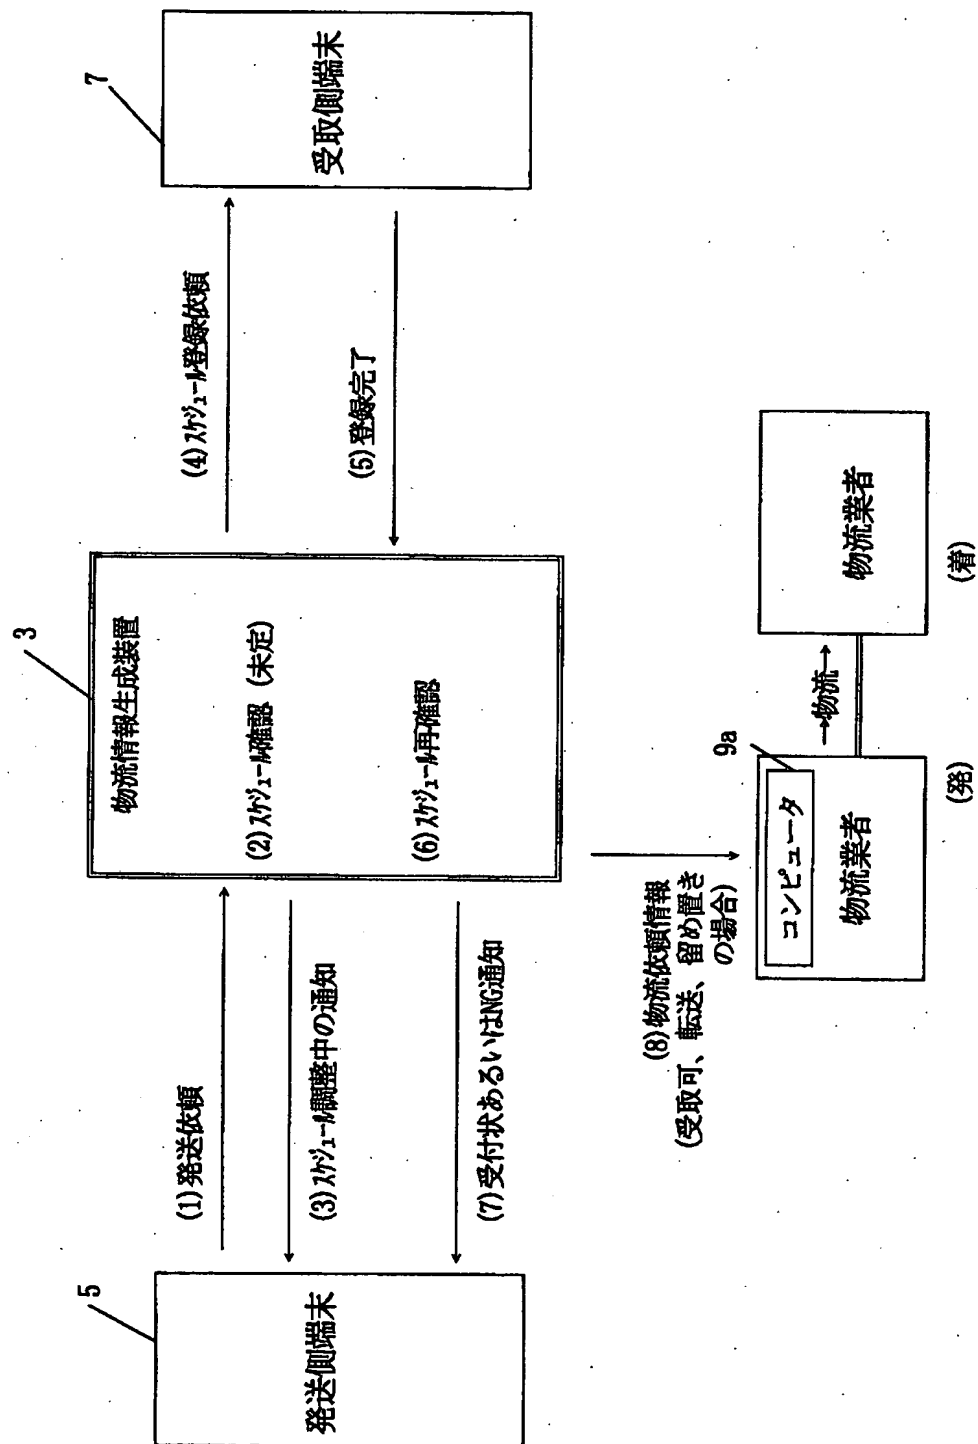 5
発送側端末
(1)発送依頼
(3)ｽｹｼﾞｭｰﾙ調整中の通知
(7)受付状あるいはNG通知
3
物流情報生成装置
(2)ｽｹｼﾞｭｰﾙ確認 (未定)
(6)ｽｹｼﾞｭｰﾙ再確認
(4)ｽｹｼﾞｭｰﾙ登録依頼
(5)登録完了
7
受取側端末
(8)物流依頼情報
(受取可、転送、留め置き
の場合)
9a
コンピュータ
物流業者
(発)
物流
物流業者
(着)